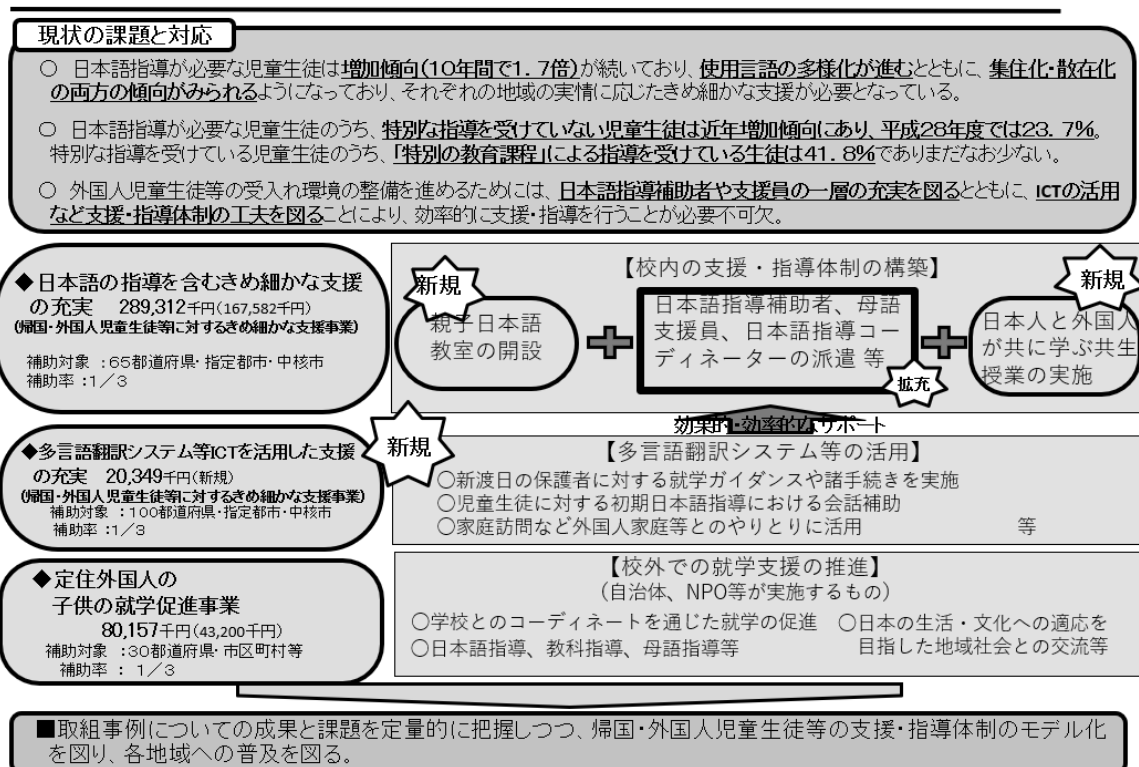 現状の課題と対応
○ 日本語指導が必要な児童生徒は増加傾向(10年間で1．7倍)が続いており、使用言語の多様化が進むとともに、集住化・散在化
の両方の傾向がみられるようになっており、それぞれの地域の実情に応じたきめ細かな支援が必要となっている。
○ 日本語指導が必要な児童生徒のうち、特別な指導を受けていない児童生徒は近年増加傾向にあり、平成28年度では23．7%。
特別な指導を受けている児童生徒のうち、「特別の教育課程」による指導を受けている生徒は41．8%でありまだなお少ない。
○ 外国人児童生徒等の受入れ環境の整備を進めるためには、日本語指導補助者や支援員の一層の充実を図るとともに、ICTの活用
など支援・指導体制の工夫を図ることにより、効率的に支援・指導を行うことが必要不可欠。
◆日本語の指導を含むきめ細かな支援
の充実 289,312千円(167,582千円)
(帰国・外国人児童生徒等に対するきめ細かな支援事業)
補助対象 ：65都道府県・指定都市・中核市
補助率 ：1／3
【校内の支援・指導体制の構築】
新規
親子日本語
教室の開設
日本語指導補助者、母語
支援員、日本語指導コー
ディネーターの派遣 等
拡充
新規
日本人と外国人
が共に学ぶ共生
授業の実施
効果的・効率的なサポート
◆多言語翻訳システム等ICTを活用した支援
の充実 20,349千円(新規)
(帰国・外国人児童生徒等に対するきめ細かな支援事業)
補助対象 ：100都道府県・指定都市・中核市
補助率 ：1／3
新規
【多言語翻訳システム等の活用】
○新渡日の保護者に対する就学ガイダンスや諸手続きを実施
○児童生徒に対する初期日本語指導における会話補助
○家庭訪問など外国人家庭等とのやりとりに活用 等
◆定住外国人の
子供の就学促進事業
80,157千円(43,200千円)
補助対象 ：30都道府県・市区町村等
補助率 ： 1／3
【校外での就学支援の推進】
（自治体、NPO等が実施するもの）
○学校とのコーディネートを通じた就学の促進
○日本語指導、教科指導、母語指導等
○日本の生活・文化への適応を
目指した地域社会との交流等
■取組事例についての成果と課題を定量的に把握しつつ、帰国・外国人児童生徒等の支援・指導体制のモデル化
を図り、各地域への普及を図る。